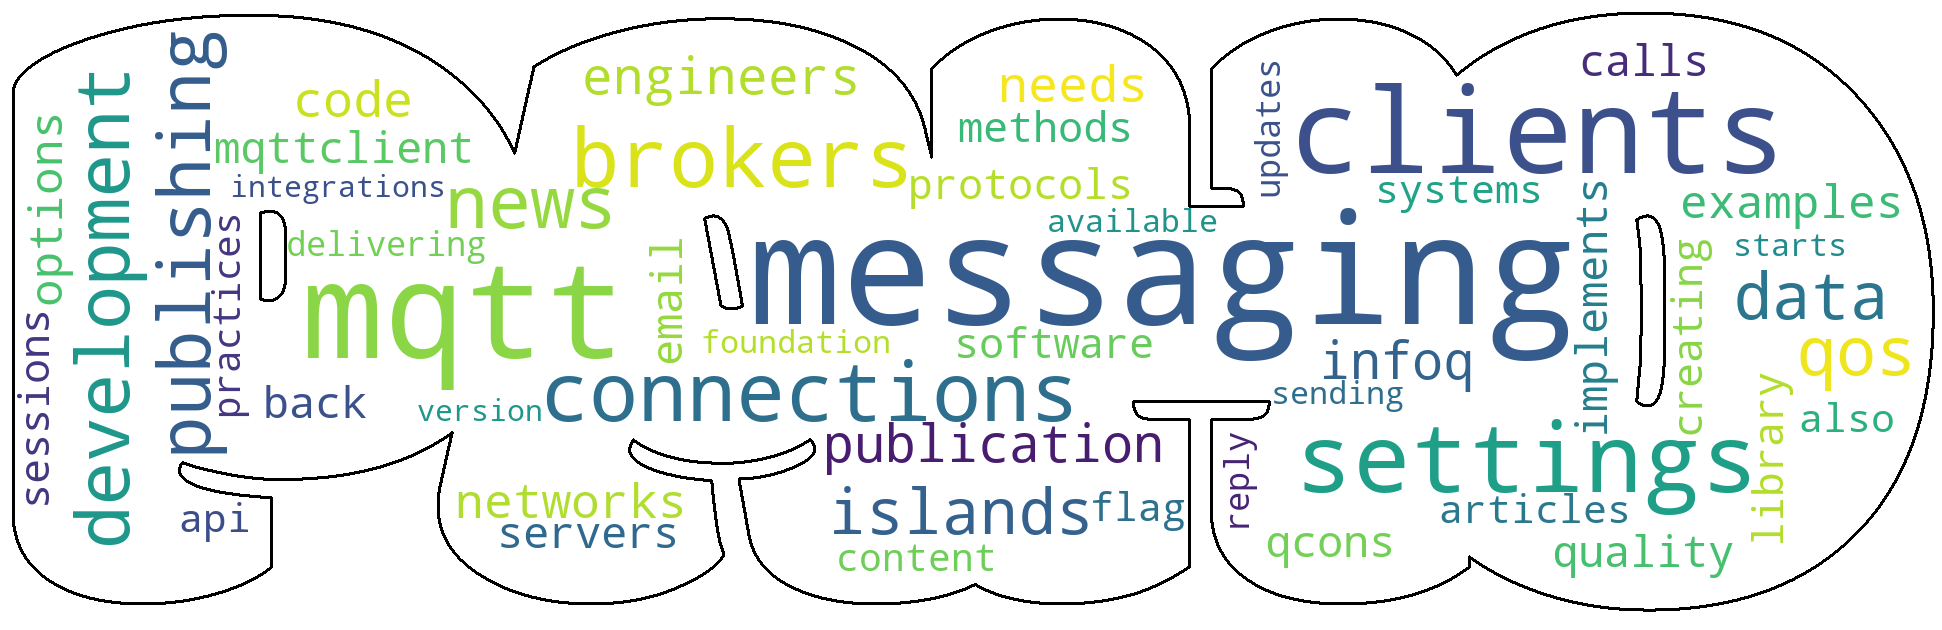 calls
engineers
needs
updates
code
clients
options
development
publishing
methods
brokers
mqttclient
protocols
systems
integrations
news
examples
implements
available
messaging
practices
delivering
starts
creating
email
data
mqtt
foundation
software
infoq
qos
sessions
back
version
connections
sending
library
also
publication
settings
reply
networks
islands
flag
articles
api
servers
qcons
quality
content